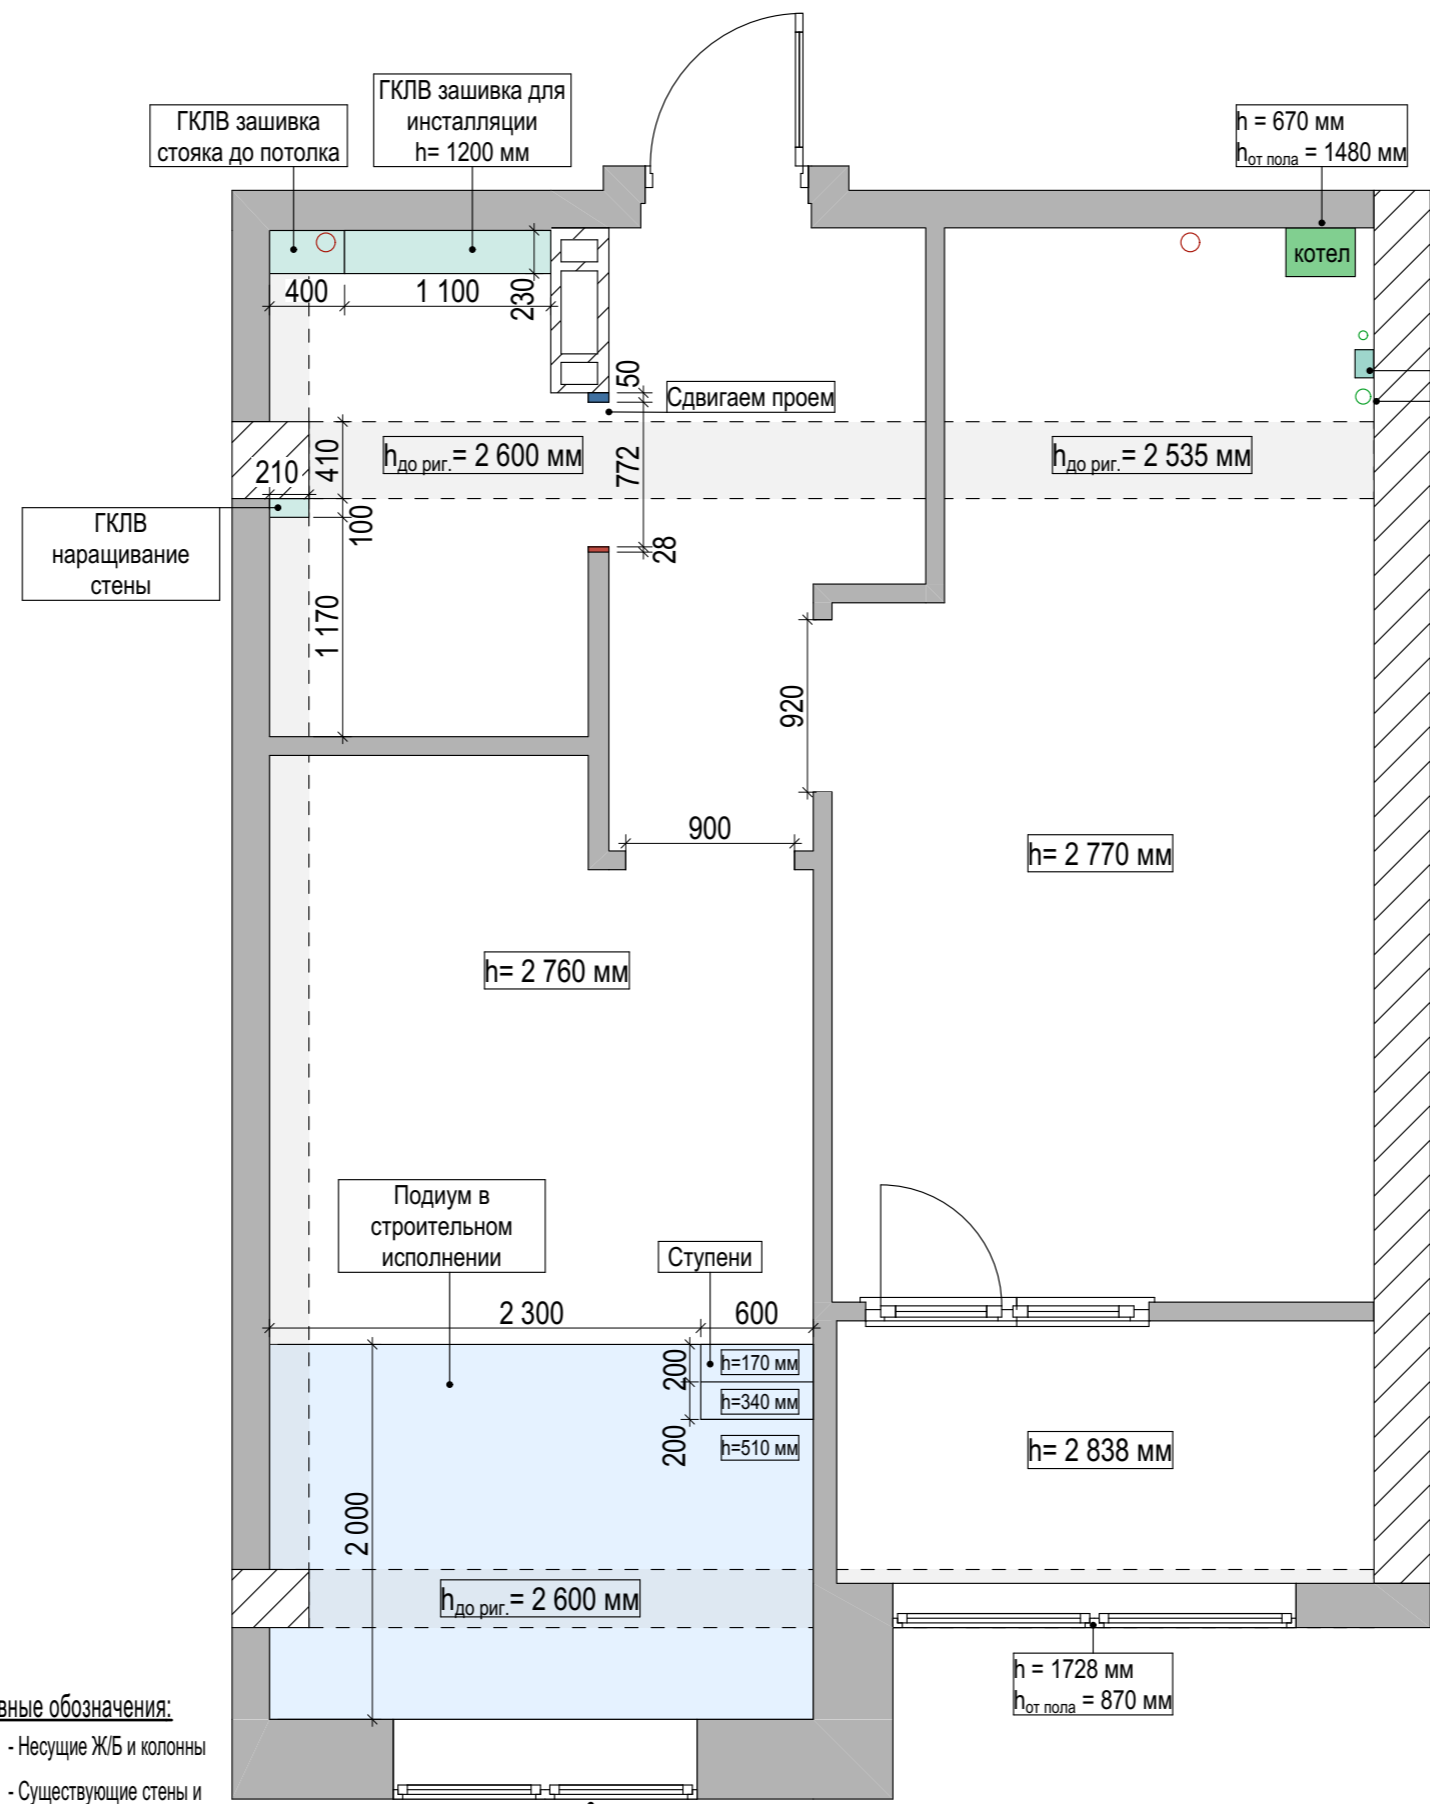 ГКЛВ зашивка для
инсталляции
h= 1200 мм
ГКЛВ зашивка
стояка до потолка
h = 670 мм
hот пола = 1480 мм
котел
400
1 100
230
50
Сдвигаем проем
hдо риг.= 2 600 мм
hдо риг.= 2 535 мм
210
410
772
100
28
ГКЛВ
наращивание
стены
1 170
920
900
h= 2 770 мм
h= 2 760 мм
Подиум в
строительном
исполнении
Ступени
2 300
600
200
h=170 мм
h=340 мм
200
h=510 мм
h= 2 838 мм
2 000
hдо риг.= 2 600 мм
h = 1728 мм
hот пола = 870 мм
вные обозначения:
- Несущие Ж/Б и колонны
- Существующие стены и